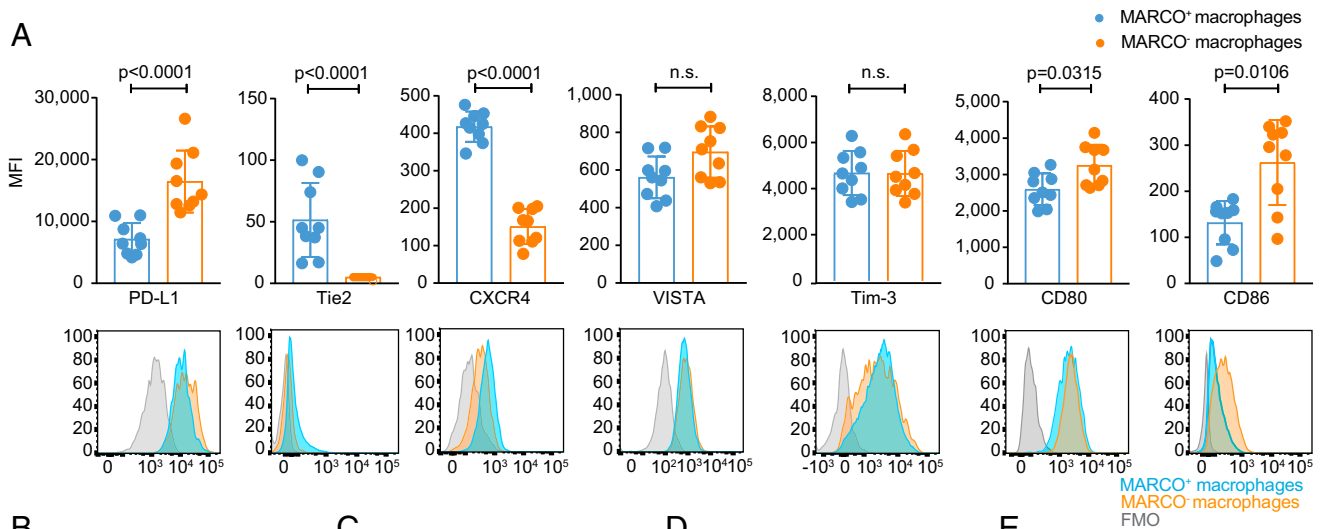 A
MARCO⁺ macrophages
MARCO⁻ macrophages
p<0.0001
p<0.0001
p<0.0001
n.s.
n.s.
p=0.0315
p=0.0106
MFI
30,000
20,000
10,000
0
PD-L1
150
100
50
0
Tie2
500
400
300
200
100
0
CXCR4
1,000
800
600
400
200
0
VISTA
8,000
6,000
4,000
2,000
0
Tim-3
5,000
4,000
3,000
2,000
1,000
0
CD80
400
300
200
100
0
CD86
100
80
60
40
20
0
0 10³ 10⁴ 10⁵
100
80
60
40
20
0
0 10³ 10⁴ 10⁵
100
80
60
40
20
0
0 10³ 10⁴ 10⁵
100
80
60
40
20
0
0 10²10³10⁴10⁵
100
80
60
40
20
0
-10³ 0 10³ 10⁴ 10⁵
100
80
60
40
20
0
0 10³ 10⁴ 10⁵
100
80
60
40
20
0
0 10³ 10⁴ 10⁵
MARCO⁺ macrophages
MARCO⁻ macrophages
FMO
B C D E